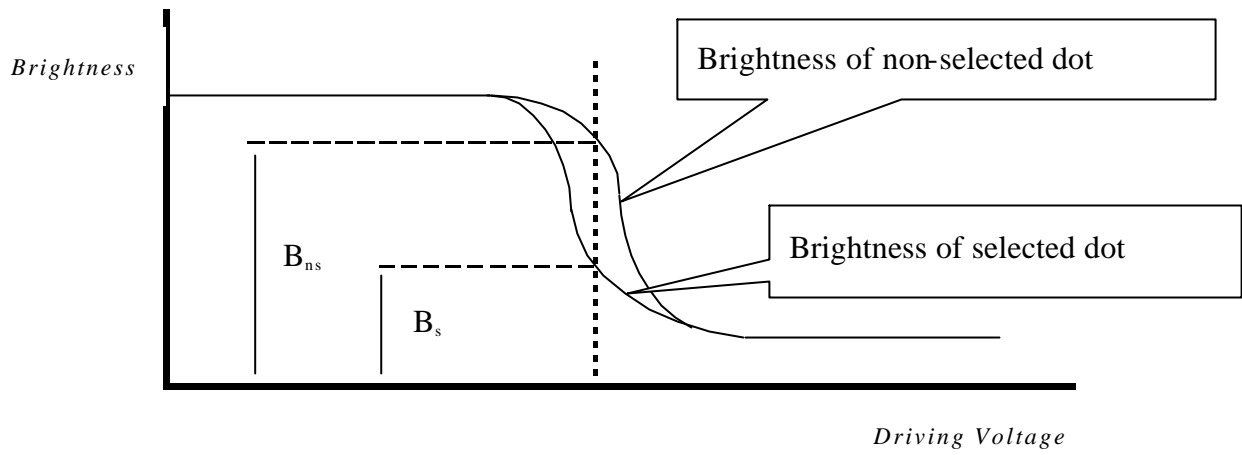 Brightness
Brightness of non-selected dot
Brightness of selected dot
Bns
Bs
Driving Voltage